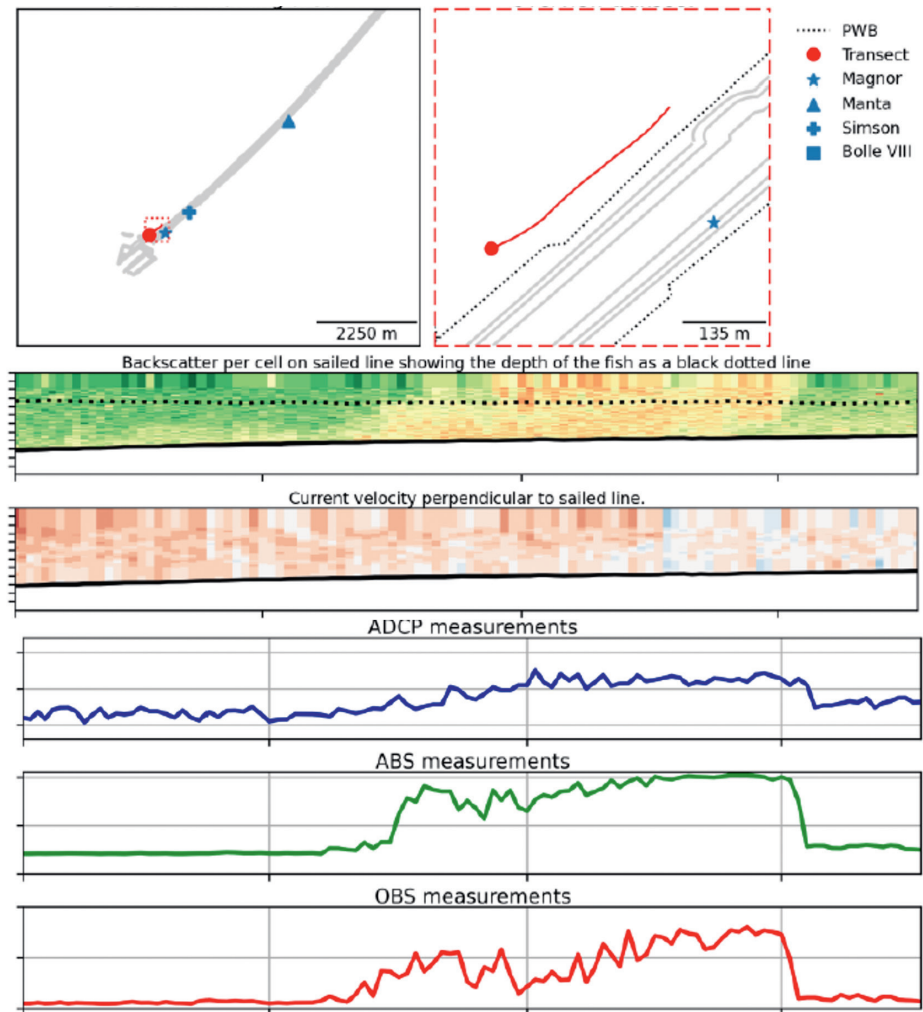 PWB
Transect
Magnor
Manta
Simson
Bolle VIII
2250 m
135 m
Backscatter per cell on sailed line showing the depth of the fish as a black dotted line
Current velocity perpendicular to sailed line.
ADCP measurements
ABS measurements
OBS measurements